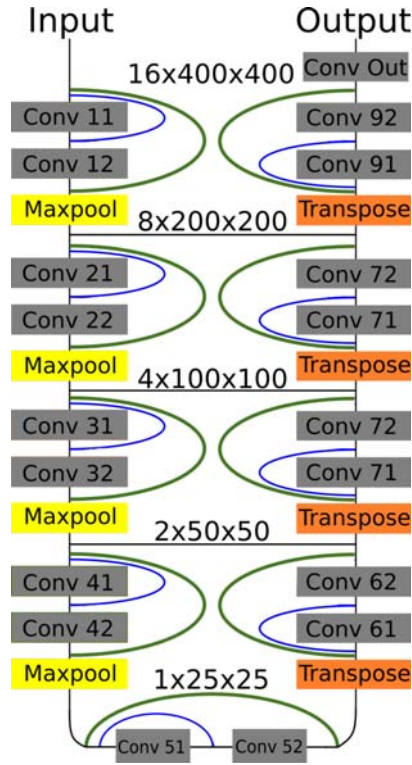 Input Output
16x400x400 Conv Out
Conv 11 Conv 92
Conv 12 Conv 91
Maxpool Transpose
8x200x200
Conv 21 Conv 72
Conv 22 Conv 71
Maxpool Transpose
4x100x100
Conv 31 Conv 72
Conv 32 Conv 71
Maxpool Transpose
2x50x50
Conv 41 Conv 62
Conv 42 Conv 61
Maxpool Transpose
1x25x25
Conv 51 Conv 52